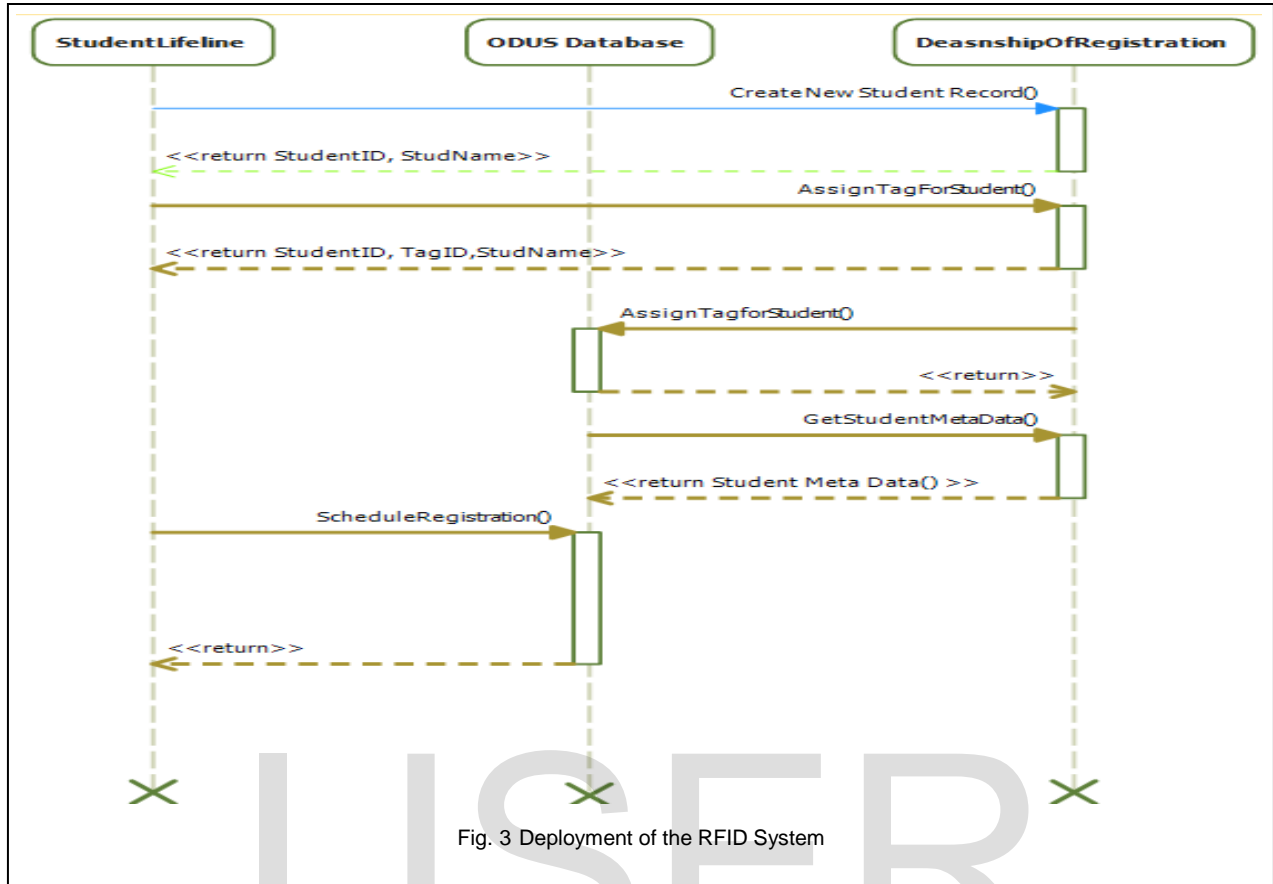 StudentLifeline
ODUS Database
DeasnshipOfRegistration
Create New Student Record()
<<return StudentID, StudName>>
AssignTagForStudent()
<<return StudentID, TagID,StudName>>
AssignTagforStudent()
<<return>>
GetStudentMetaData()
<<return Student Meta Data() >>
ScheduleRegistration()
<<return>>
Fig. 3 Deployment of the RFID System